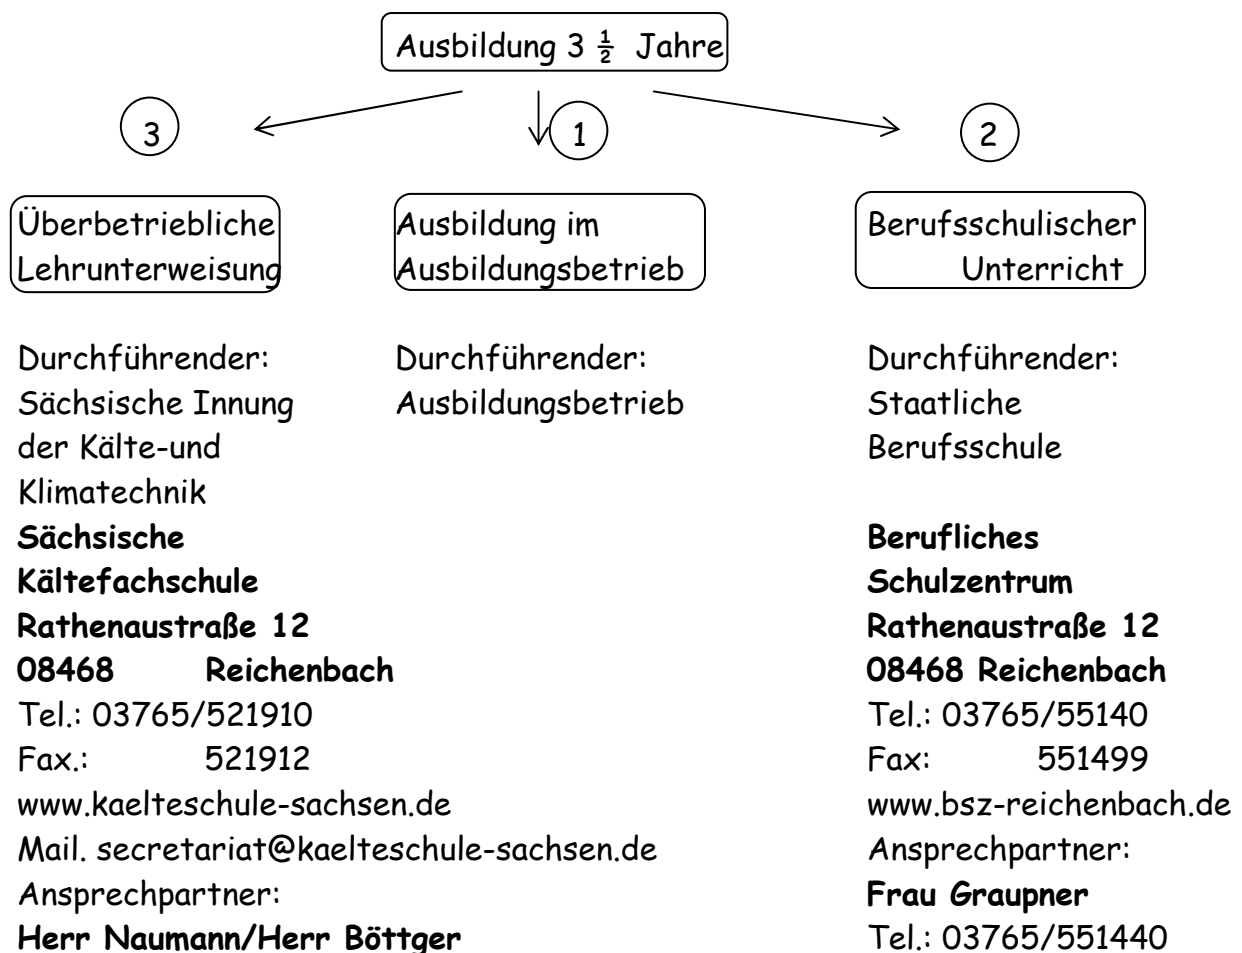 Ausbildung 3 ½ Jahre
3
1
2
Überbetriebliche
Lehrunterweisung
Ausbildung im
Ausbildungsbetrieb
Berufsschulischer
Unterricht
Durchführender:
Sächsische Innung
der Kälte-und
Klimatechnik
Sächsische
Kältefachschule
Rathenaustraße 12
08468 Reichenbach
Tel.: 03765/521910
Fax.: 521912
www.kaelteschule-sachsen.de
Mail. secretariat@kaelteschule-sachsen.de
Ansprechpartner:
Herr Naumann/Herr Böttger
Durchführender:
Ausbildungsbetrieb
Durchführender:
Staatliche
Berufsschule
Berufliches
Schulzentrum
Rathenaustraße 12
08468 Reichenbach
Tel.: 03765/55140
Fax: 551499
www.bsz-reichenbach.de
Ansprechpartner:
Frau Graupner
Tel.: 03765/551440